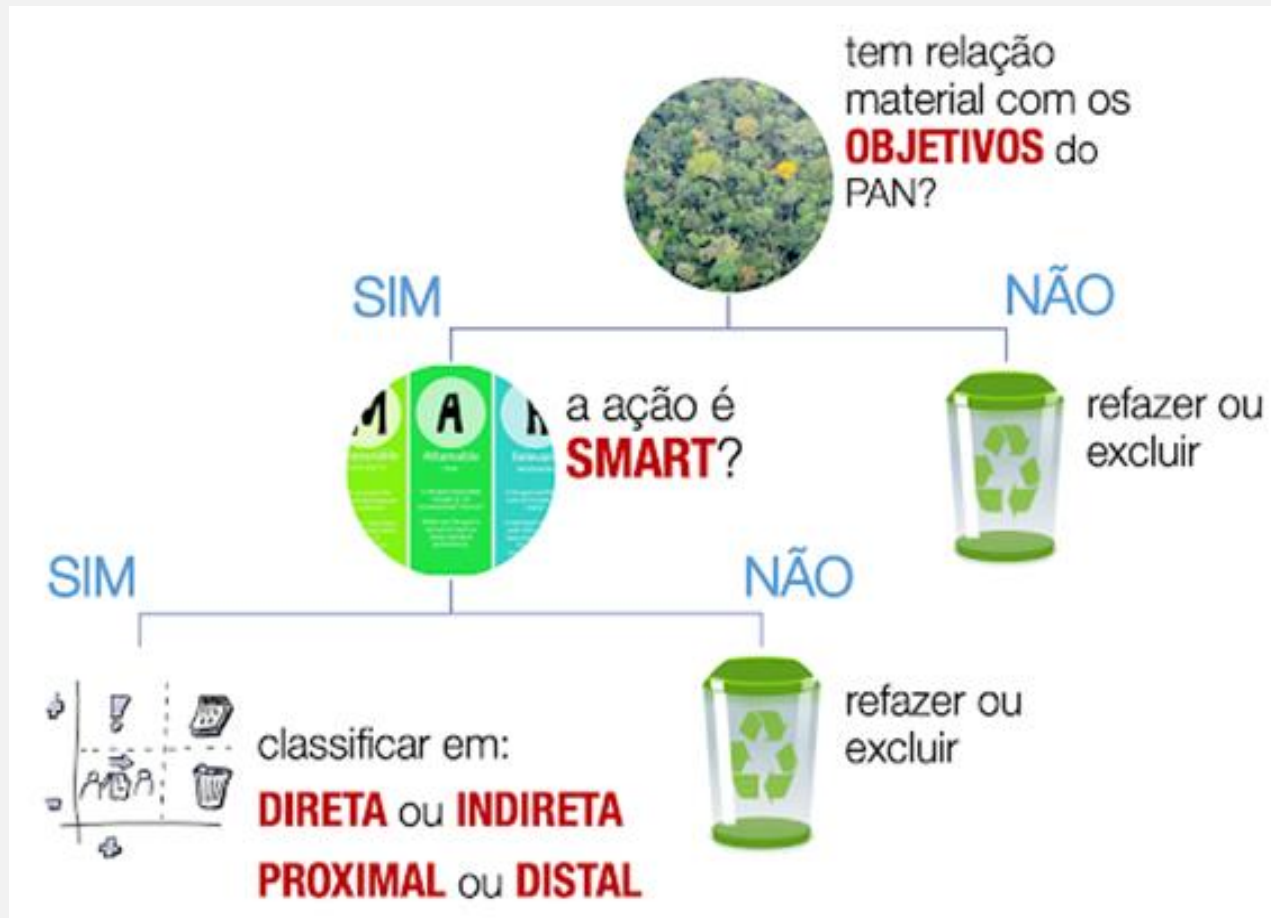 tem relação
material com os
OBJETIVOS do
PAN?
SIM
NÃO
M
A
a ação é
SMART?
refazer ou
excluir
Attainable
SIM
NÃO
classificar em:
DIRETA ou INDIRETA
PROXIMAL ou DISTAL
refazer ou
excluir